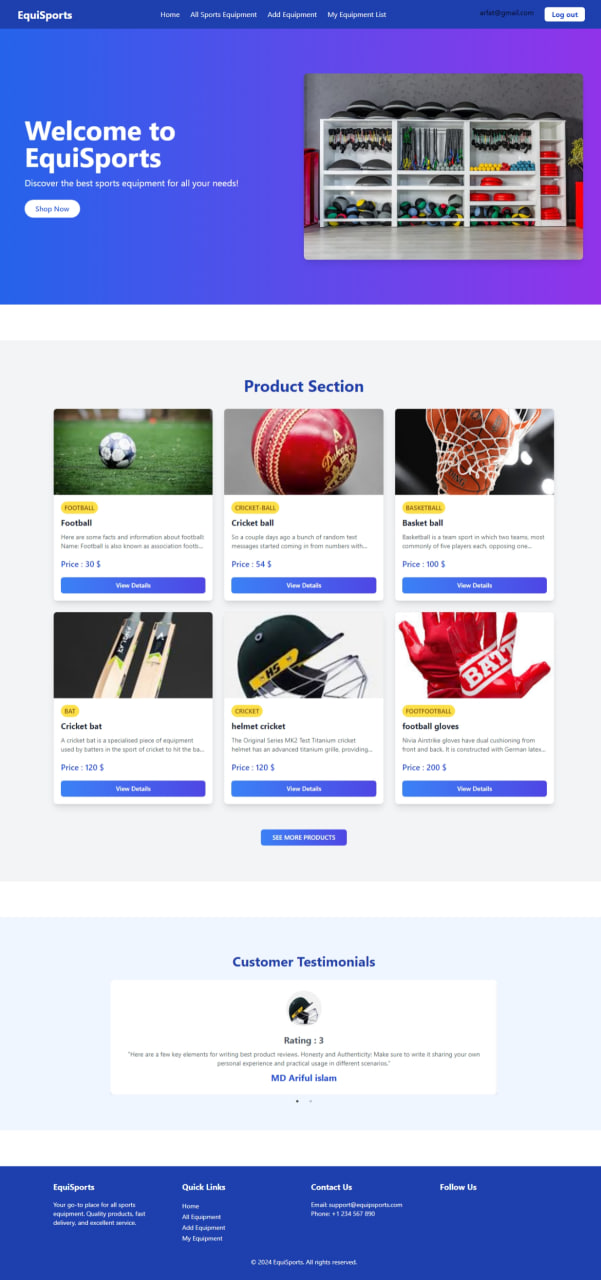 EquiSports
Home
All Sports Equipment
Add Equipment
My Equipment List
arfat@gmail.com
Log out
Welcome to
EquiSports
Discover the best sports equipment for all your needs!
Shop Now
Product Section
FOOTBALL
Football
Here are some facts and information about football:
Name: Football is also known as association footb...
Price : 30 $
View Details
CRICKET-BALL
Cricket ball
So a couple days ago a bunch of random text
messages started coming in from numbers with...
Price : 54 $
View Details
BASKETBALL
Basket ball
Basketball is a team sport in which two teams, most
commonly of five players each, opposing one...
Price : 100 $
View Details
BAT
Cricket bat
A cricket bat is a specialised piece of equipment
used by batters in the sport of cricket to hit the ba...
Price : 120 $
View Details
HS
CRICKET
helmet cricket
The Original Series MK2 Test Titanium cricket
helmet has an advanced titanium grille, providing...
Price : 120 $
View Details
BATT
FOOTFOOTBALL
football gloves
Nivia Airstrike gloves have dual cushioning from
front and back. It is constructed with German latex...
Price : 200 $
View Details
SEE MORE PRODUCTS
Customer Testimonials
Rating : 3
"Here are a few key elements for writing best product reviews. Honesty and Authenticity: Make sure to write it sharing your own
personal experience and practical usage in different scenarios."
MD Ariful islam
EquiSports
Your go-to place for all sports
equipment. Quality products, fast
delivery, and excellent service.
Quick Links
Home
All Equipment
Add Equipment
My Equipment
Contact Us
Email: support@equipsports.com
Phone: +1 234 567 890
Follow Us
© 2024 EquiSports. All rights reserved.